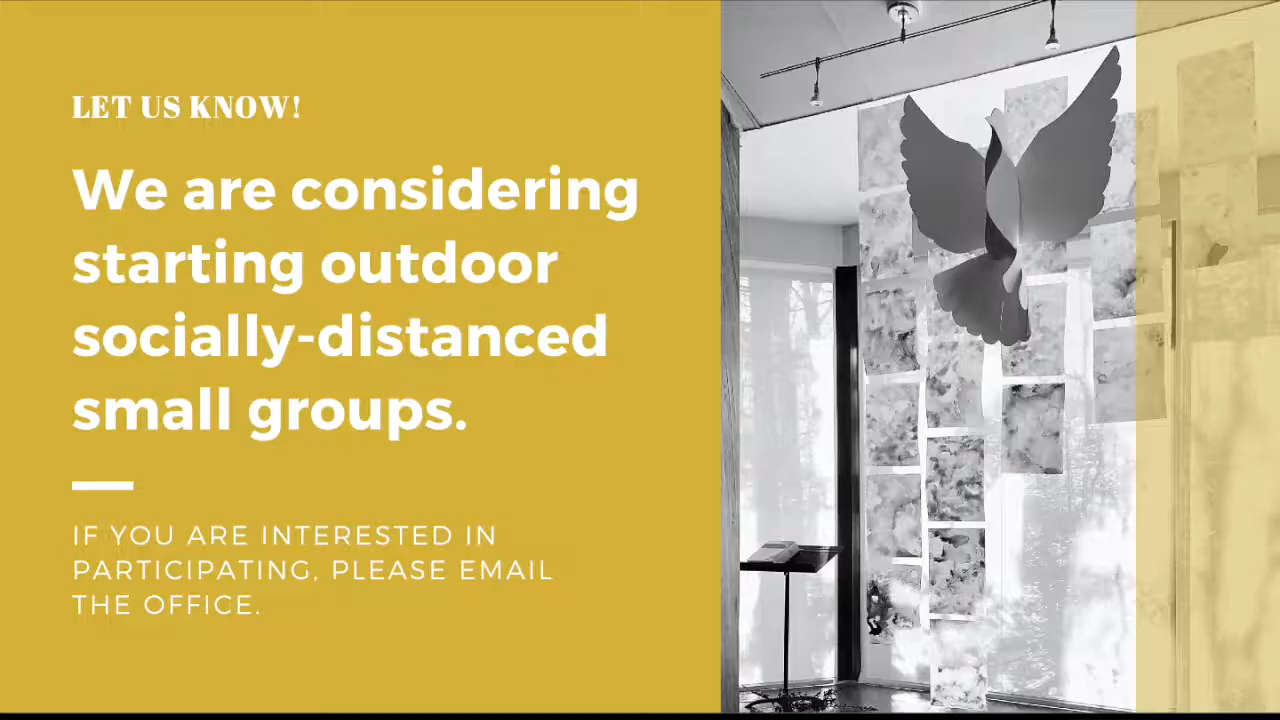 LET US KNOW!
We are considering
starting outdoor
socially-distanced
small groups.
IF YOU ARE INTERESTED IN
PARTICIPATING, PLEASE EMAIL
THE OFFICE.